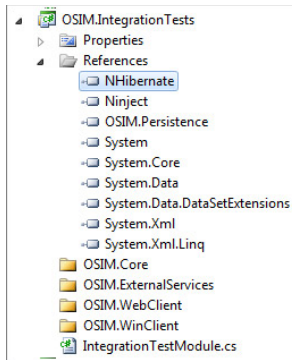 OSIM.IntegrationTests
Properties
References
NHibernate
Ninject
OSIM.Persistence
System
System.Core
System.Data
System.Data.DataSetExtensions
System.Xml
System.Xml.Linq
OSIM.Core
OSIM.ExternalServices
OSIM.WebClient
OSIM.WinClient
IntegrationTestModule.cs